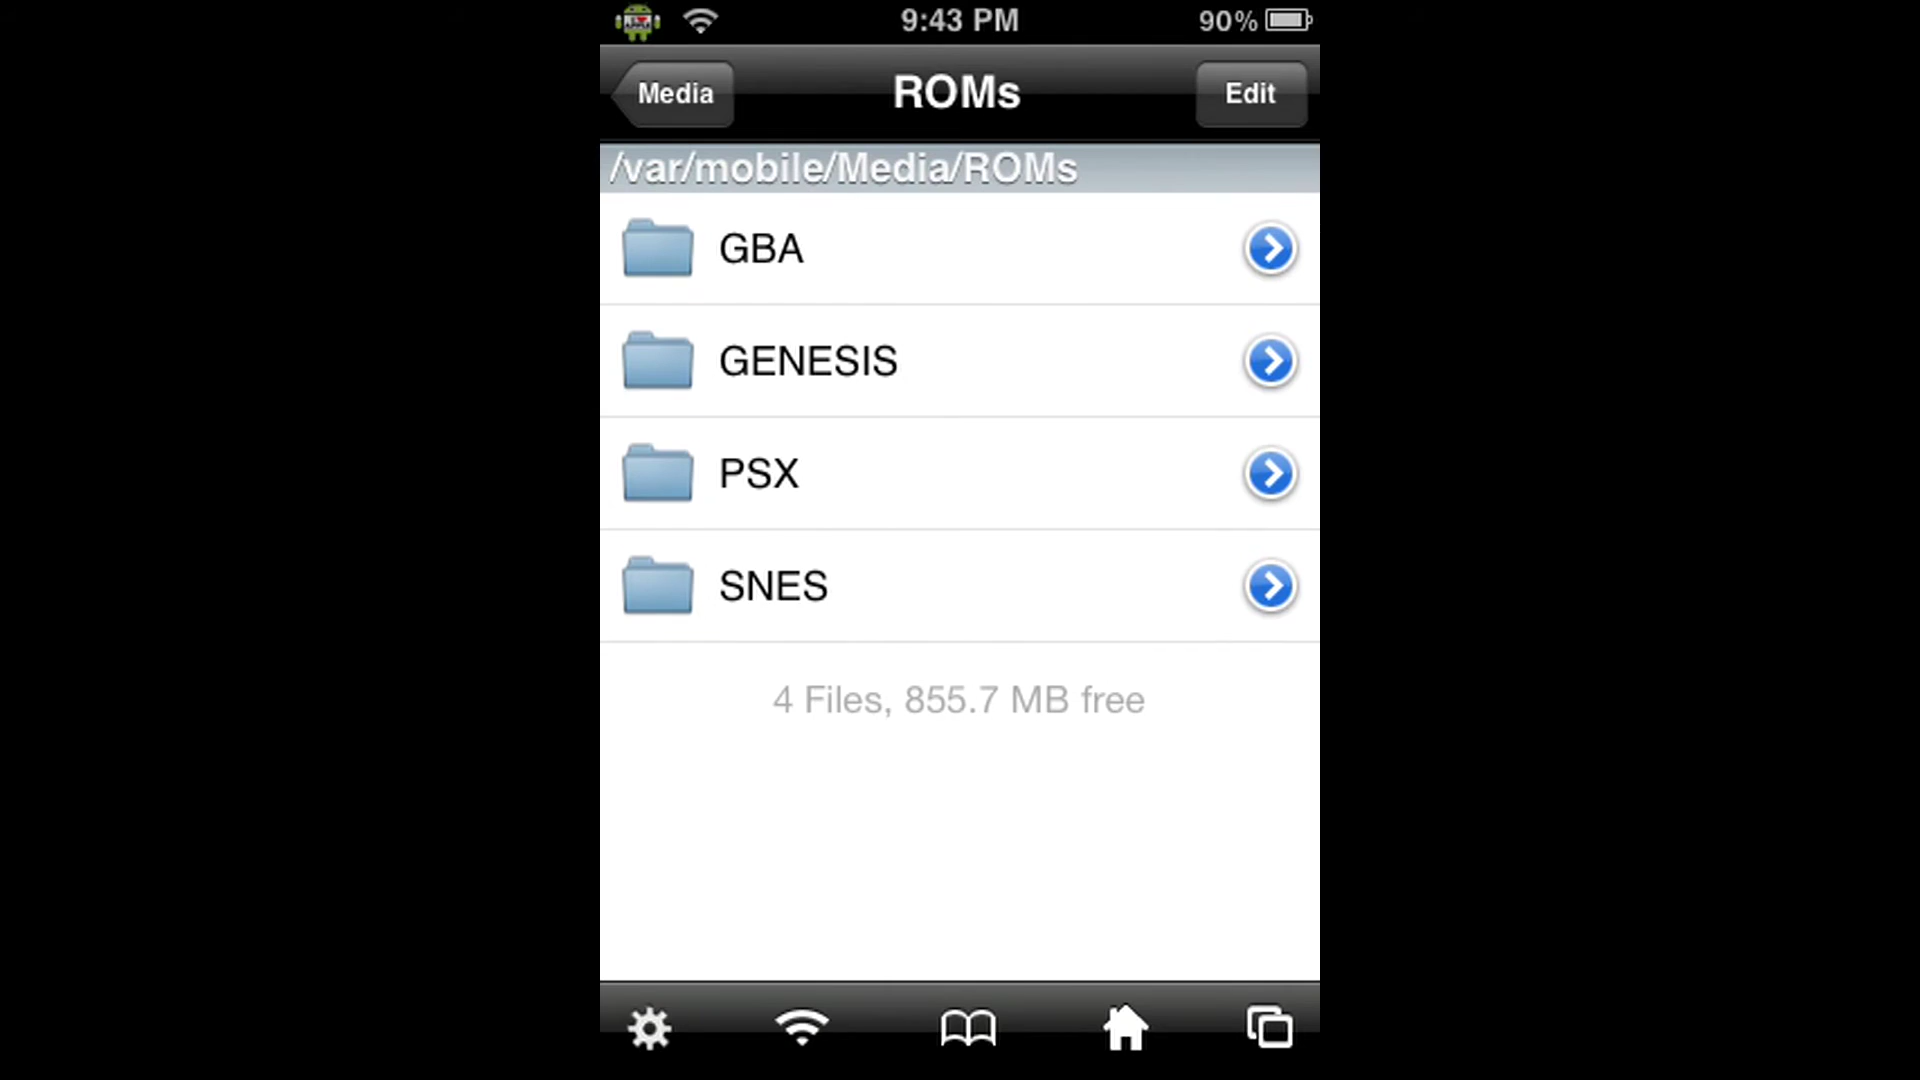 9:43 PM
90%
Media
ROMs
Edit
/var/mobile/Media/ROMs
GBA
GENESIS
PSX
SNES
4 Files, 855.7 MB free